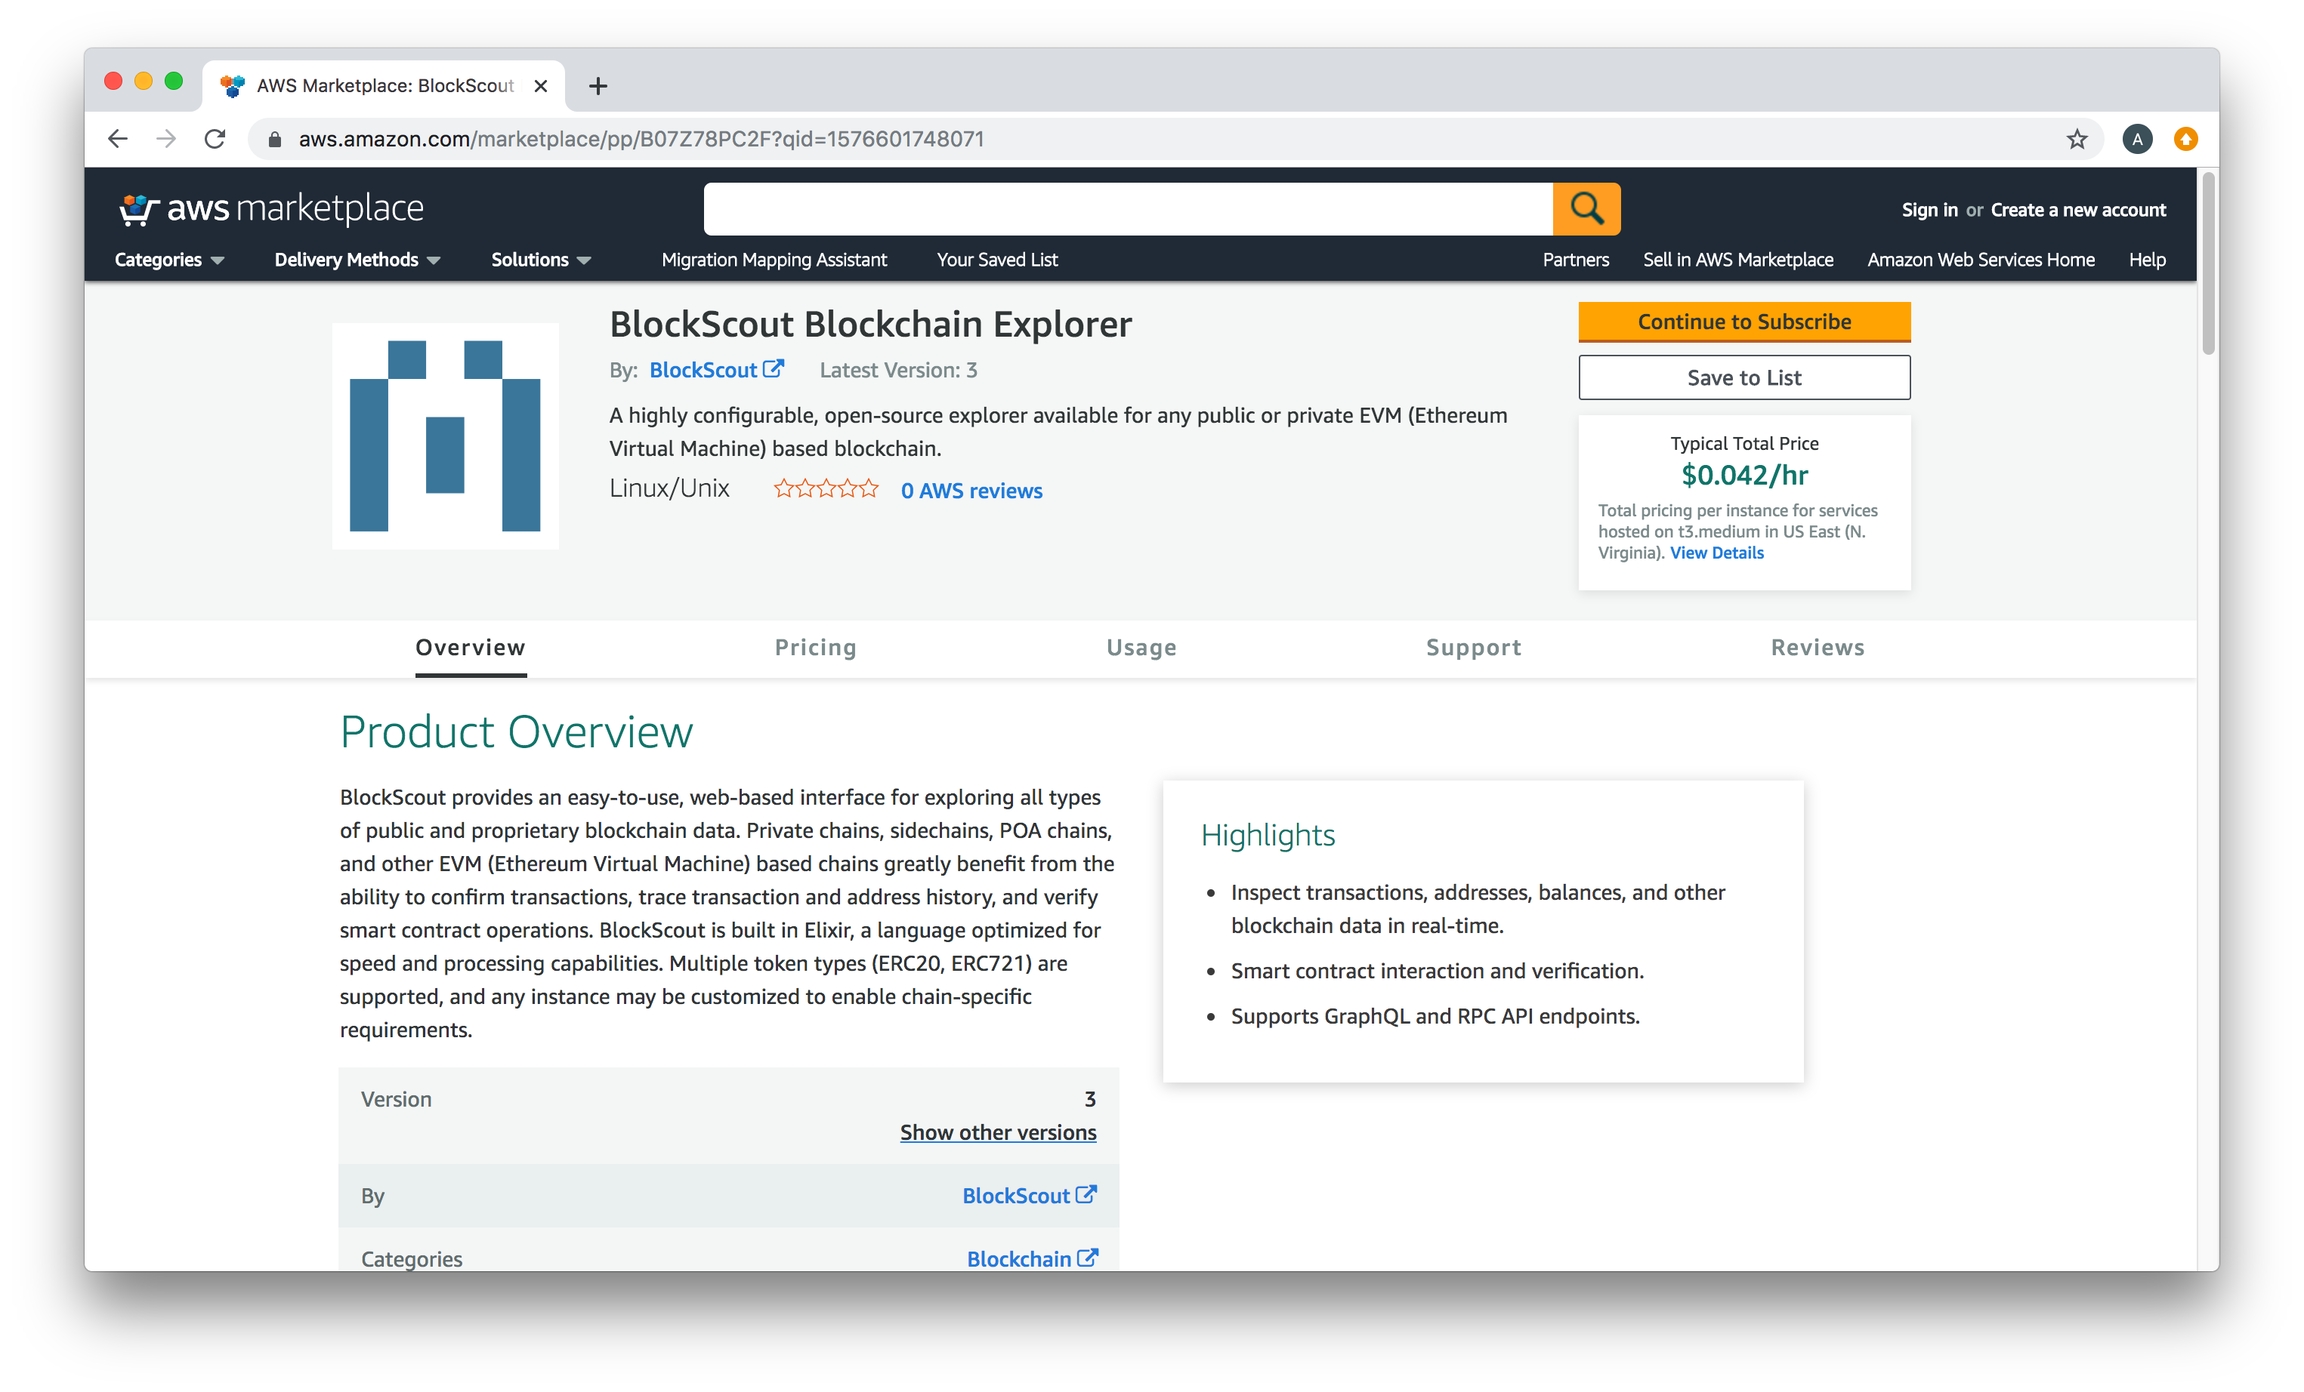 AWS Marketplace: BlockScout
aws.amazon.com/marketplace/pp/B07Z78PC2F?qid=1576601748071
A
aws marketplace
Sign in or Create a new account
Categories Delivery Methods Solutions Migration Mapping Assistant Your Saved List Partners Sell in AWS Marketplace Amazon Web Services Home Help
BlockScout Blockchain Explorer
By: BlockScout Latest Version: 3
A highly configurable, open-source explorer available for any public or private EVM (Ethereum
Virtual Machine) based blockchain.
Linux/Unix 0 AWS reviews
Continue to Subscribe
Save to List
Typical Total Price
$0.042/hr
Total pricing per instance for services
hosted on t3.medium in US East (N.
Virginia). View Details
Overview Pricing Usage Support Reviews
Product Overview
BlockScout provides an easy-to-use, web-based interface for exploring all types
of public and proprietary blockchain data. Private chains, sidechains, POA chains,
and other EVM (Ethereum Virtual Machine) based chains greatly benefit from the
ability to confirm transactions, trace transaction and address history, and verify
smart contract operations. BlockScout is built in Elixir, a language optimized for
speed and processing capabilities. Multiple token types (ERC20, ERC721) are
supported, and any instance may be customized to enable chain-specific
requirements.
Version 3
Show other versions
By BlockScout
Categories Blockchain
Highlights
• Inspect transactions, addresses, balances, and other
blockchain data in real-time.
• Smart contract interaction and verification.
• Supports GraphQL and RPC API endpoints.